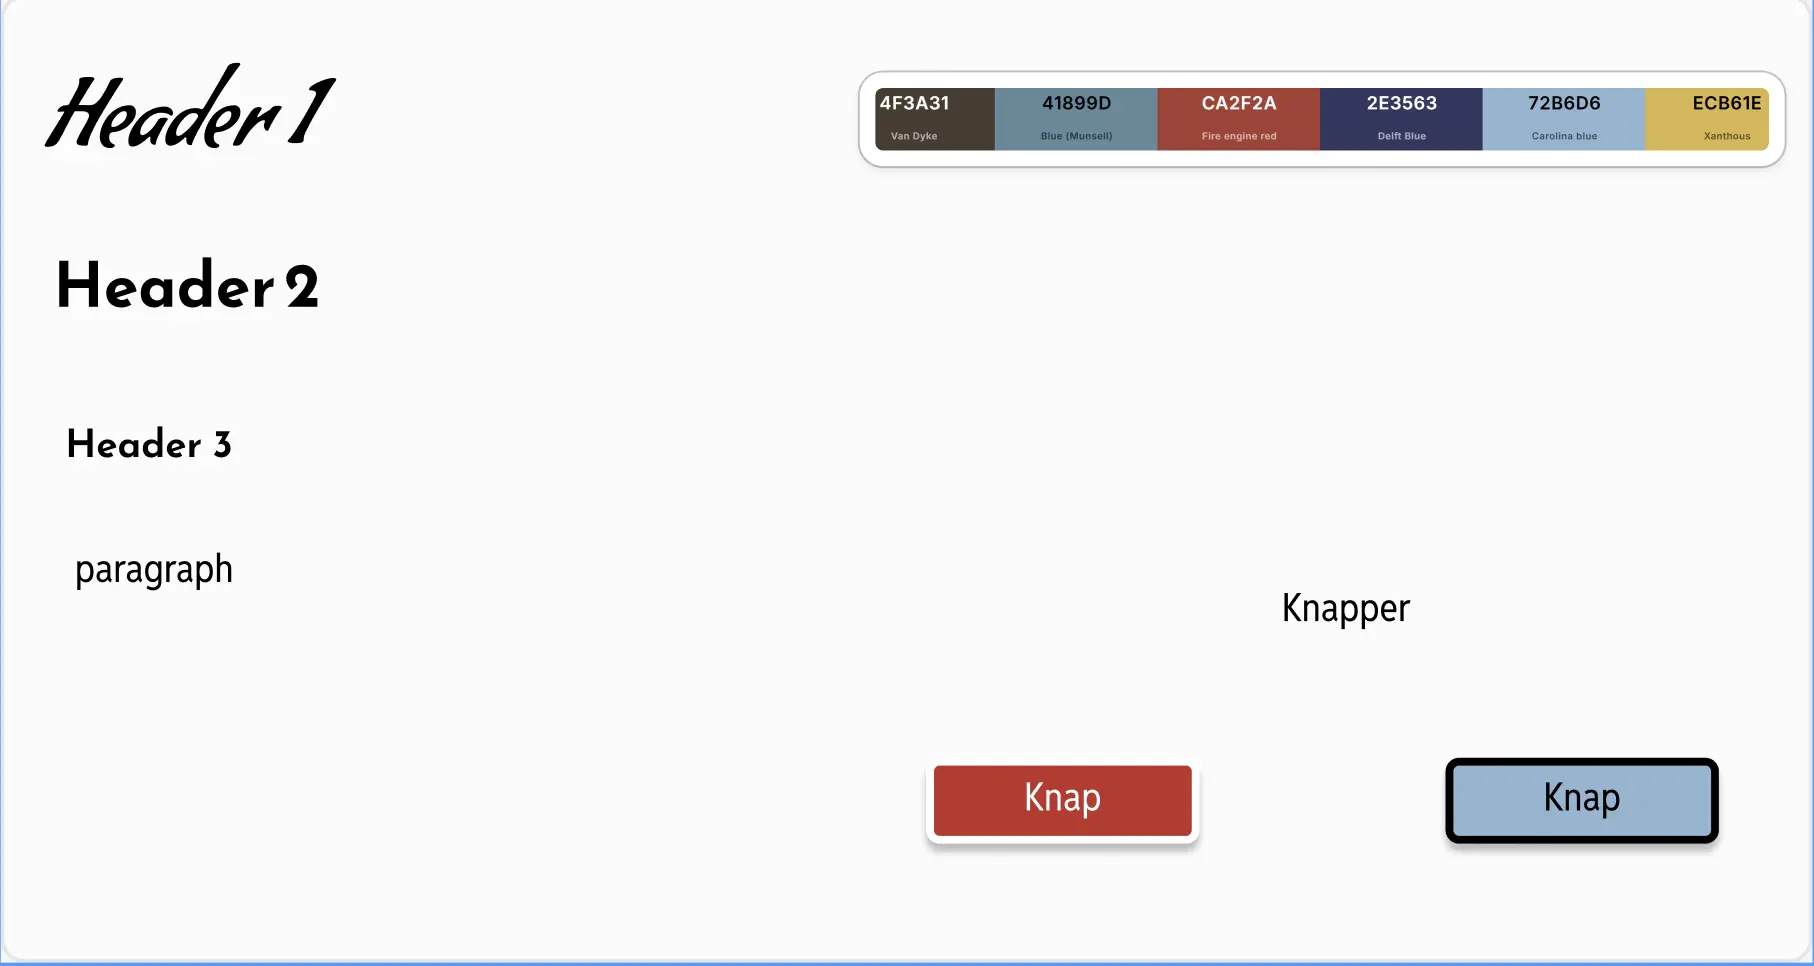 Header 1
4F3A31 41899D CA2F2A 2E3563 72B6D6 ECB61E
Van Dyke Blue (Munsell) Fire engine red Delft Blue Carolina blue Xanthous
Header 2
Header 3
paragraph
Knapper
Knap Knap